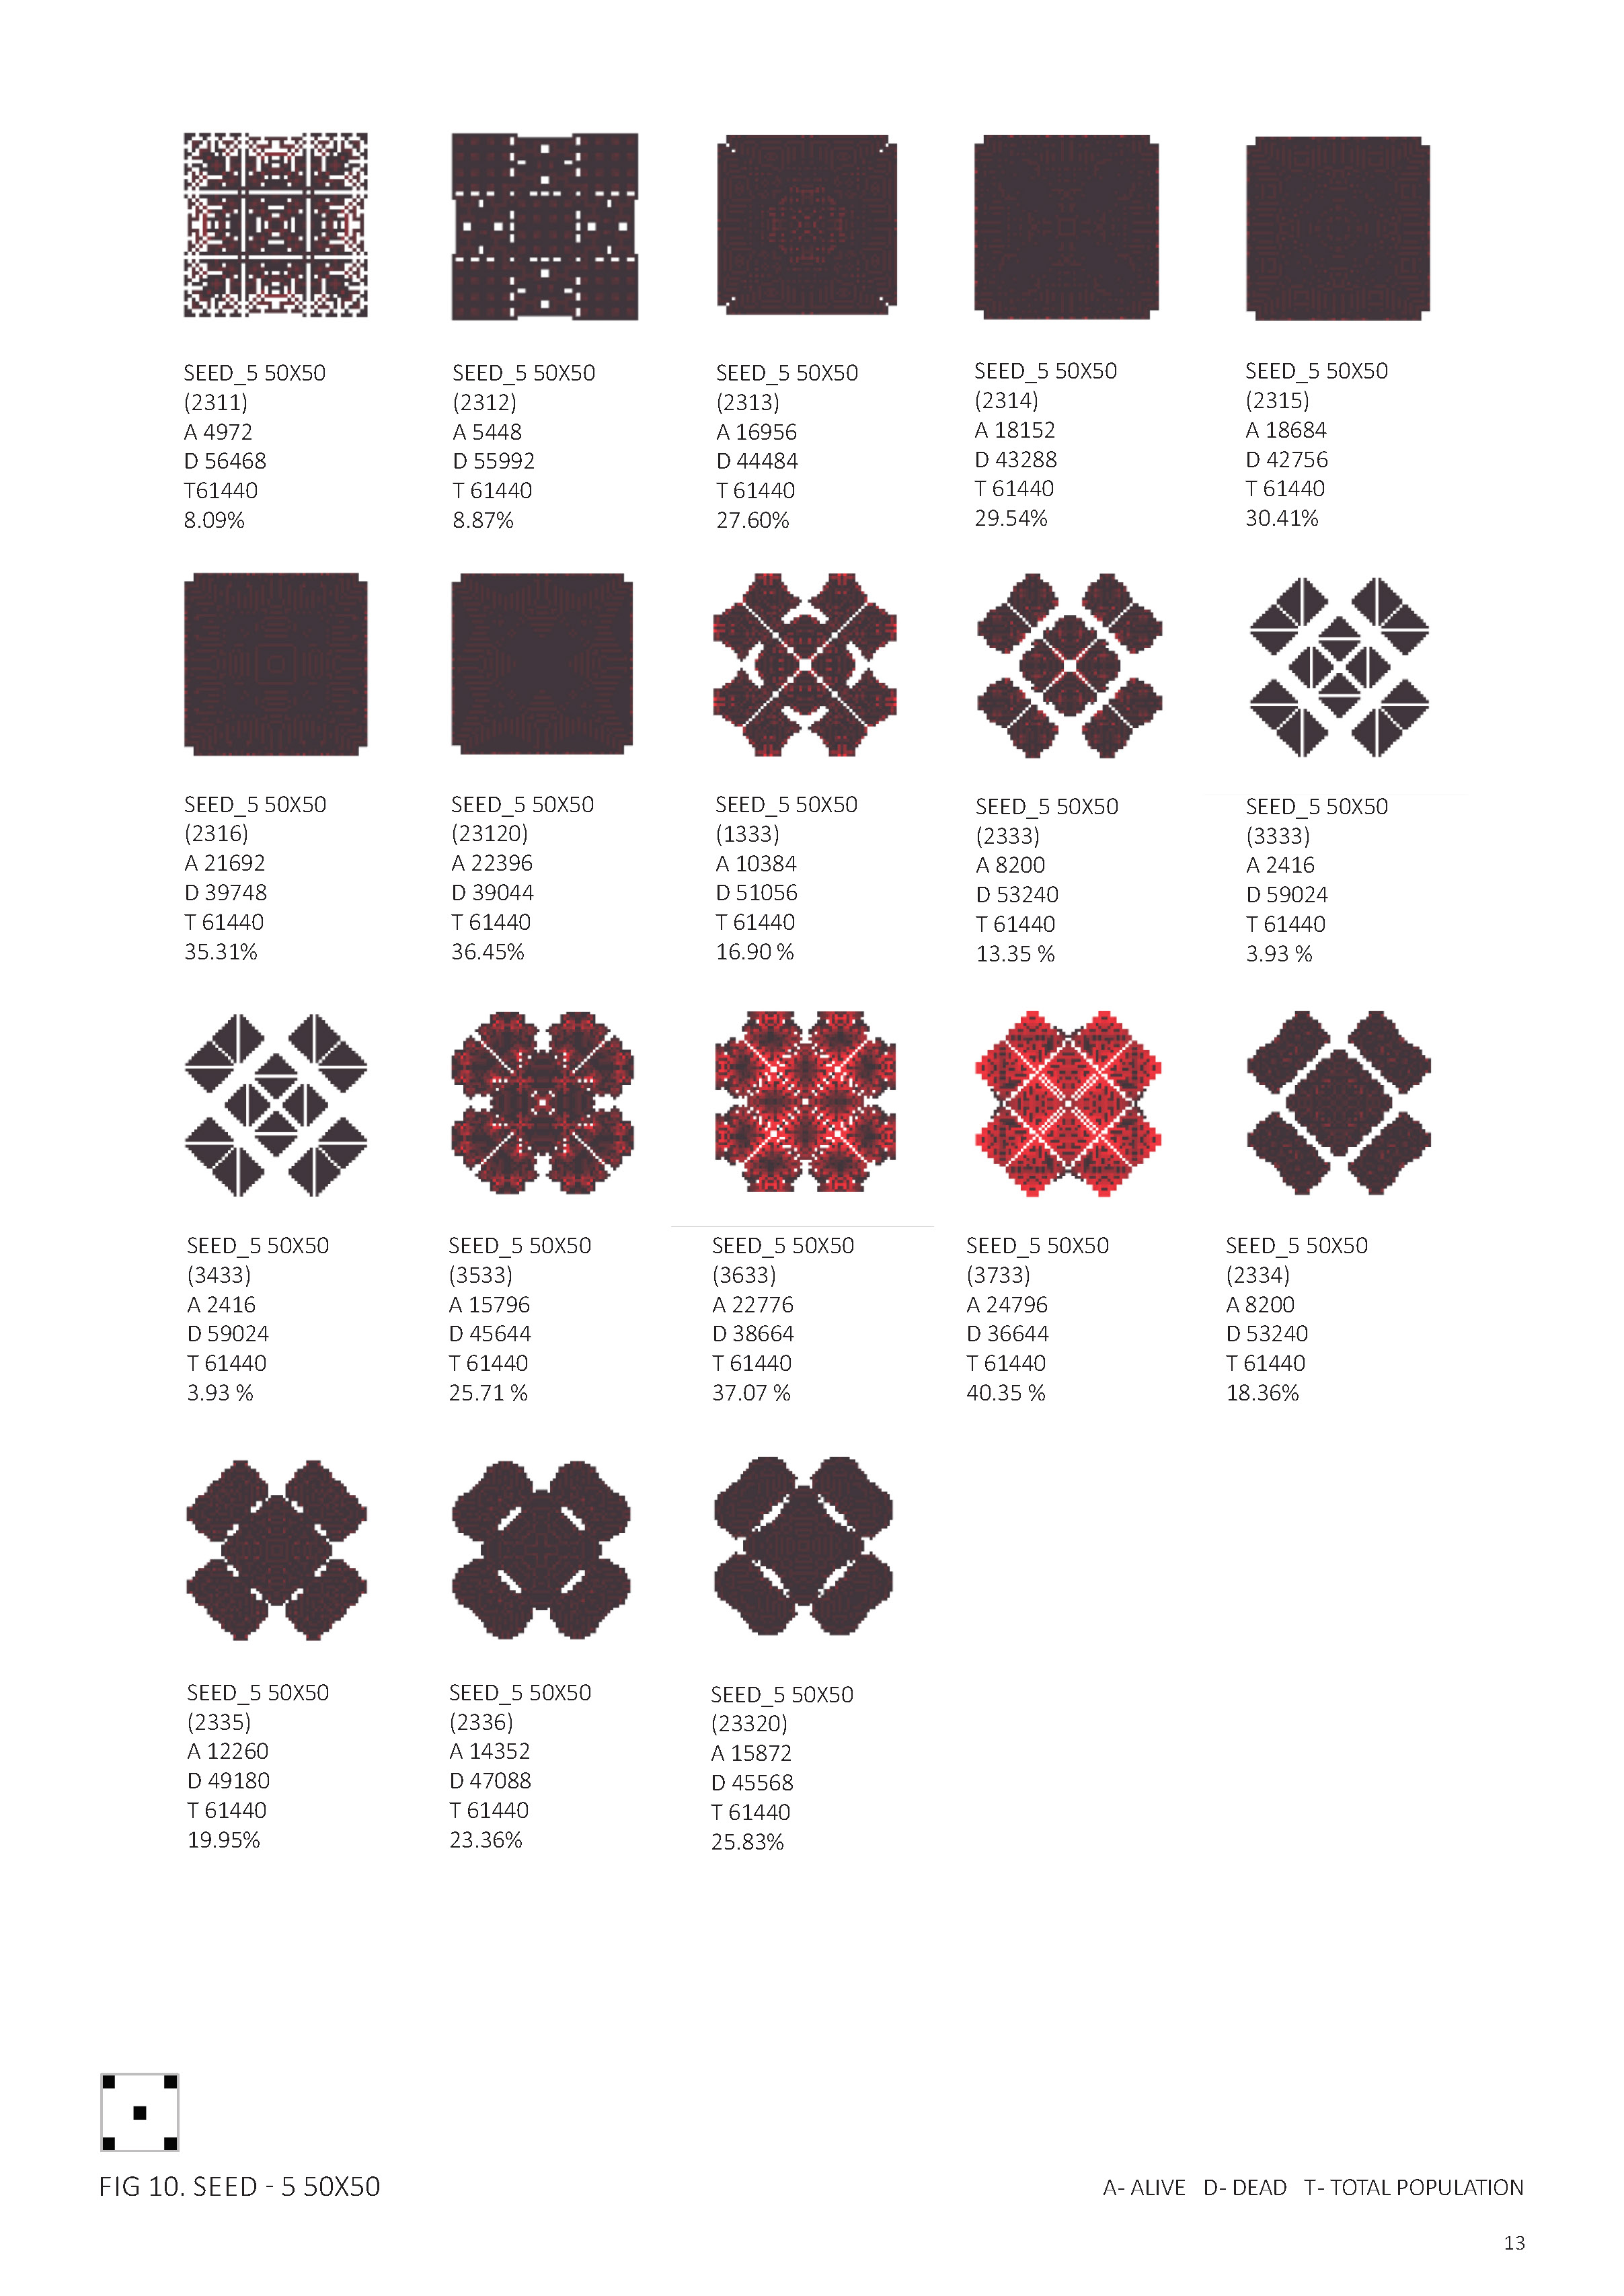 SEED_5 50X50
(2311)
A 4972
D 56468
T61440
8.09%
SEED_5 50X50
(2312)
A 5448
D 55992
T 61440
8.87%
SEED_5 50X50
(2313)
A 16956
D 44484
T 61440
27.60%
SEED_5 50X50
(2314)
A 18152
D 43288
T 61440
29.54%
SEED_5 50X50
(2315)
A 18684
D 42756
T 61440
30.41%
SEED_5 50X50
(2316)
A 21692
D 39748
T 61440
35.31%
SEED_5 50X50
(23120)
A 22396
D 39044
T 61440
36.45%
SEED_5 50X50
(1333)
A 10384
D 51056
T 61440
16.90 %
SEED_5 50X50
(2333)
A 8200
D 53240
T 61440
13.35 %
SEED_5 50X50
(3333)
A 2416
D 59024
T 61440
3.93 %
SEED_5 50X50
(3433)
A 2416
D 59024
T 61440
3.93 %
SEED_5 50X50
(3533)
A 15796
D 45644
T 61440
25.71 %
SEED_5 50X50
(3633)
A 22776
D 38664
T 61440
37.07 %
SEED_5 50X50
(3733)
A 24796
D 36644
T 61440
40.35 %
SEED_5 50X50
(2334)
A 8200
D 53240
T 61440
18.36%
SEED_5 50X50
(2335)
A 12260
D 49180
T 61440
19.95%
SEED_5 50X50
(2336)
A 14352
D 47088
T 61440
23.36%
SEED_5 50X50
(23320)
A 15872
D 45568
T 61440
25.83%
FIG 10. SEED - 5 50X50
A- ALIVE D- DEAD T- TOTAL POPULATION
13